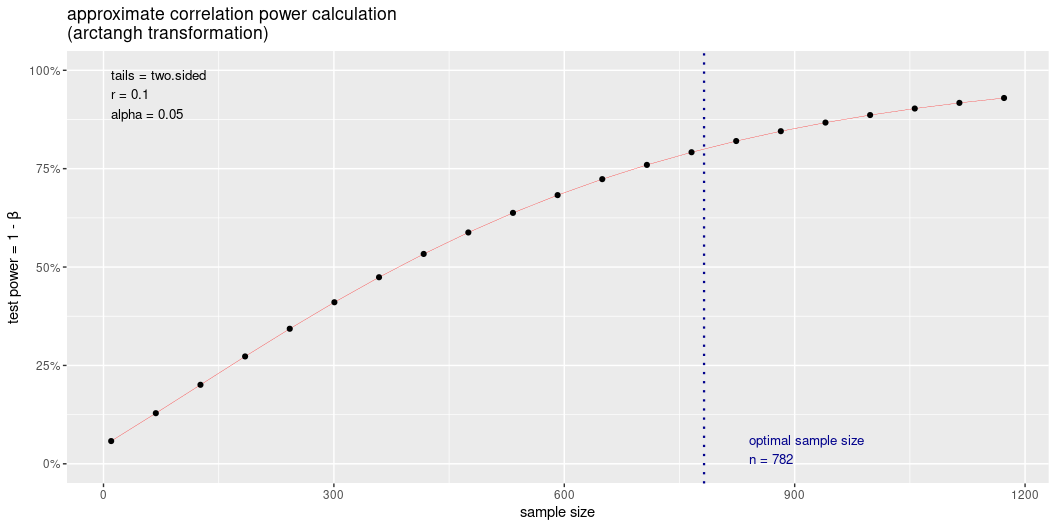 approximate correlation power calculation
(arctangh transformation)
tails = two.sided
r = 0.1
alpha = 0.05
100%
75%
50%
25%
0%
test power = 1 - β
optimal sample size
n = 782
0 300 600 900 1200
sample size